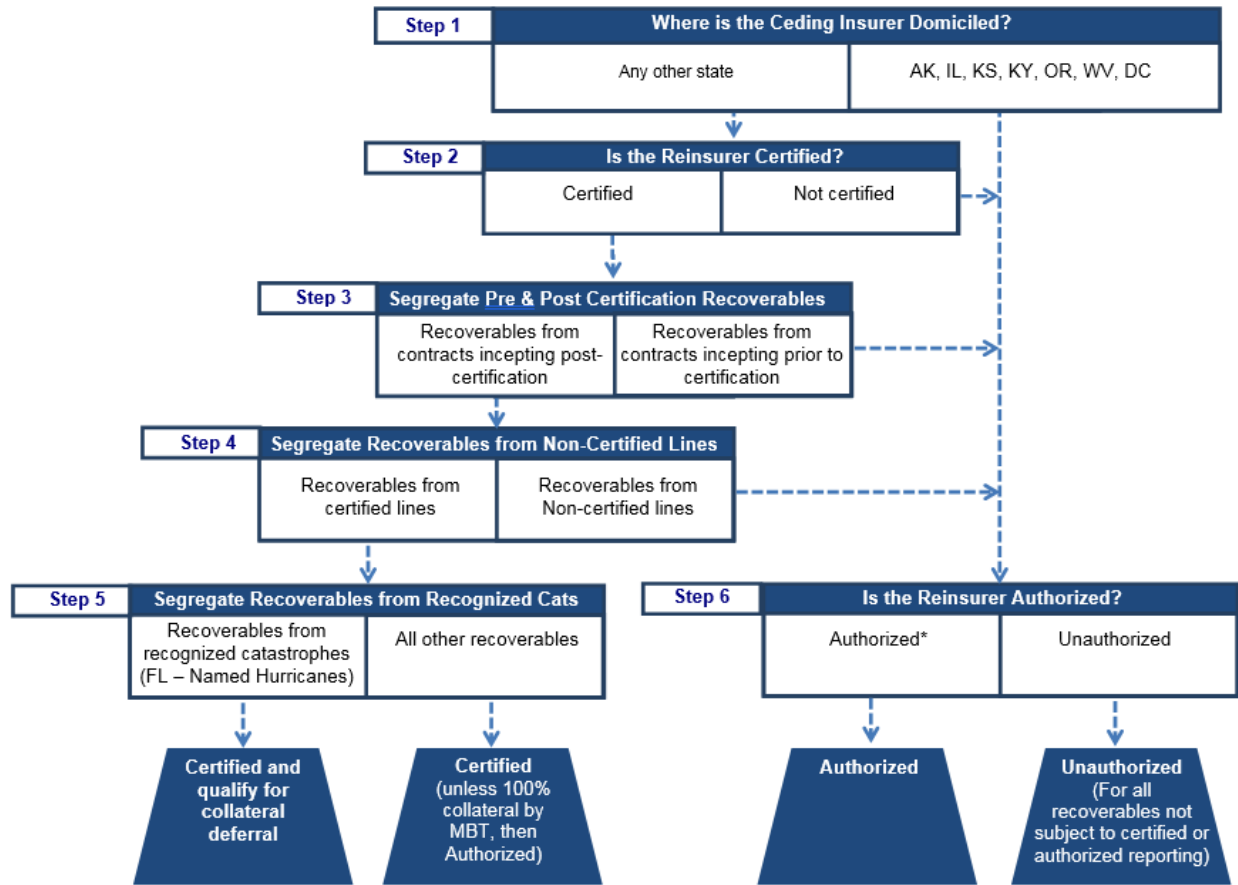 Step 1
Where is the Ceding Insurer Domiciled?
Any other state
AK, IL, KS, KY, OR, WV, DC
Step 2
Is the Reinsurer Certified?
Certified
Not certified
Step 3
Segregate Pre & Post Certification Recoverables
Recoverables from
contracts incepting post-
certification
Recoverables from
contracts incepting prior to
certification
Step 4
Segregate Recoverables from Non-Certified Lines
Recoverables from
certified lines
Recoverables from
Non-certified lines
Step 5
Segregate Recoverables from Recognized Cats
Recoverables from
recognized catastrophes
(FL – Named Hurricanes)
All other recoverables
Step 6
Is the Reinsurer Authorized?
Authorized*
Unauthorized
Certified and
qualify for
collateral
deferral
Certified
(unless 100%
collateral by
MBT, then
Authorized)
Authorized
Unauthorized
(For all
recoverables not
subject to certified or
authorized reporting)